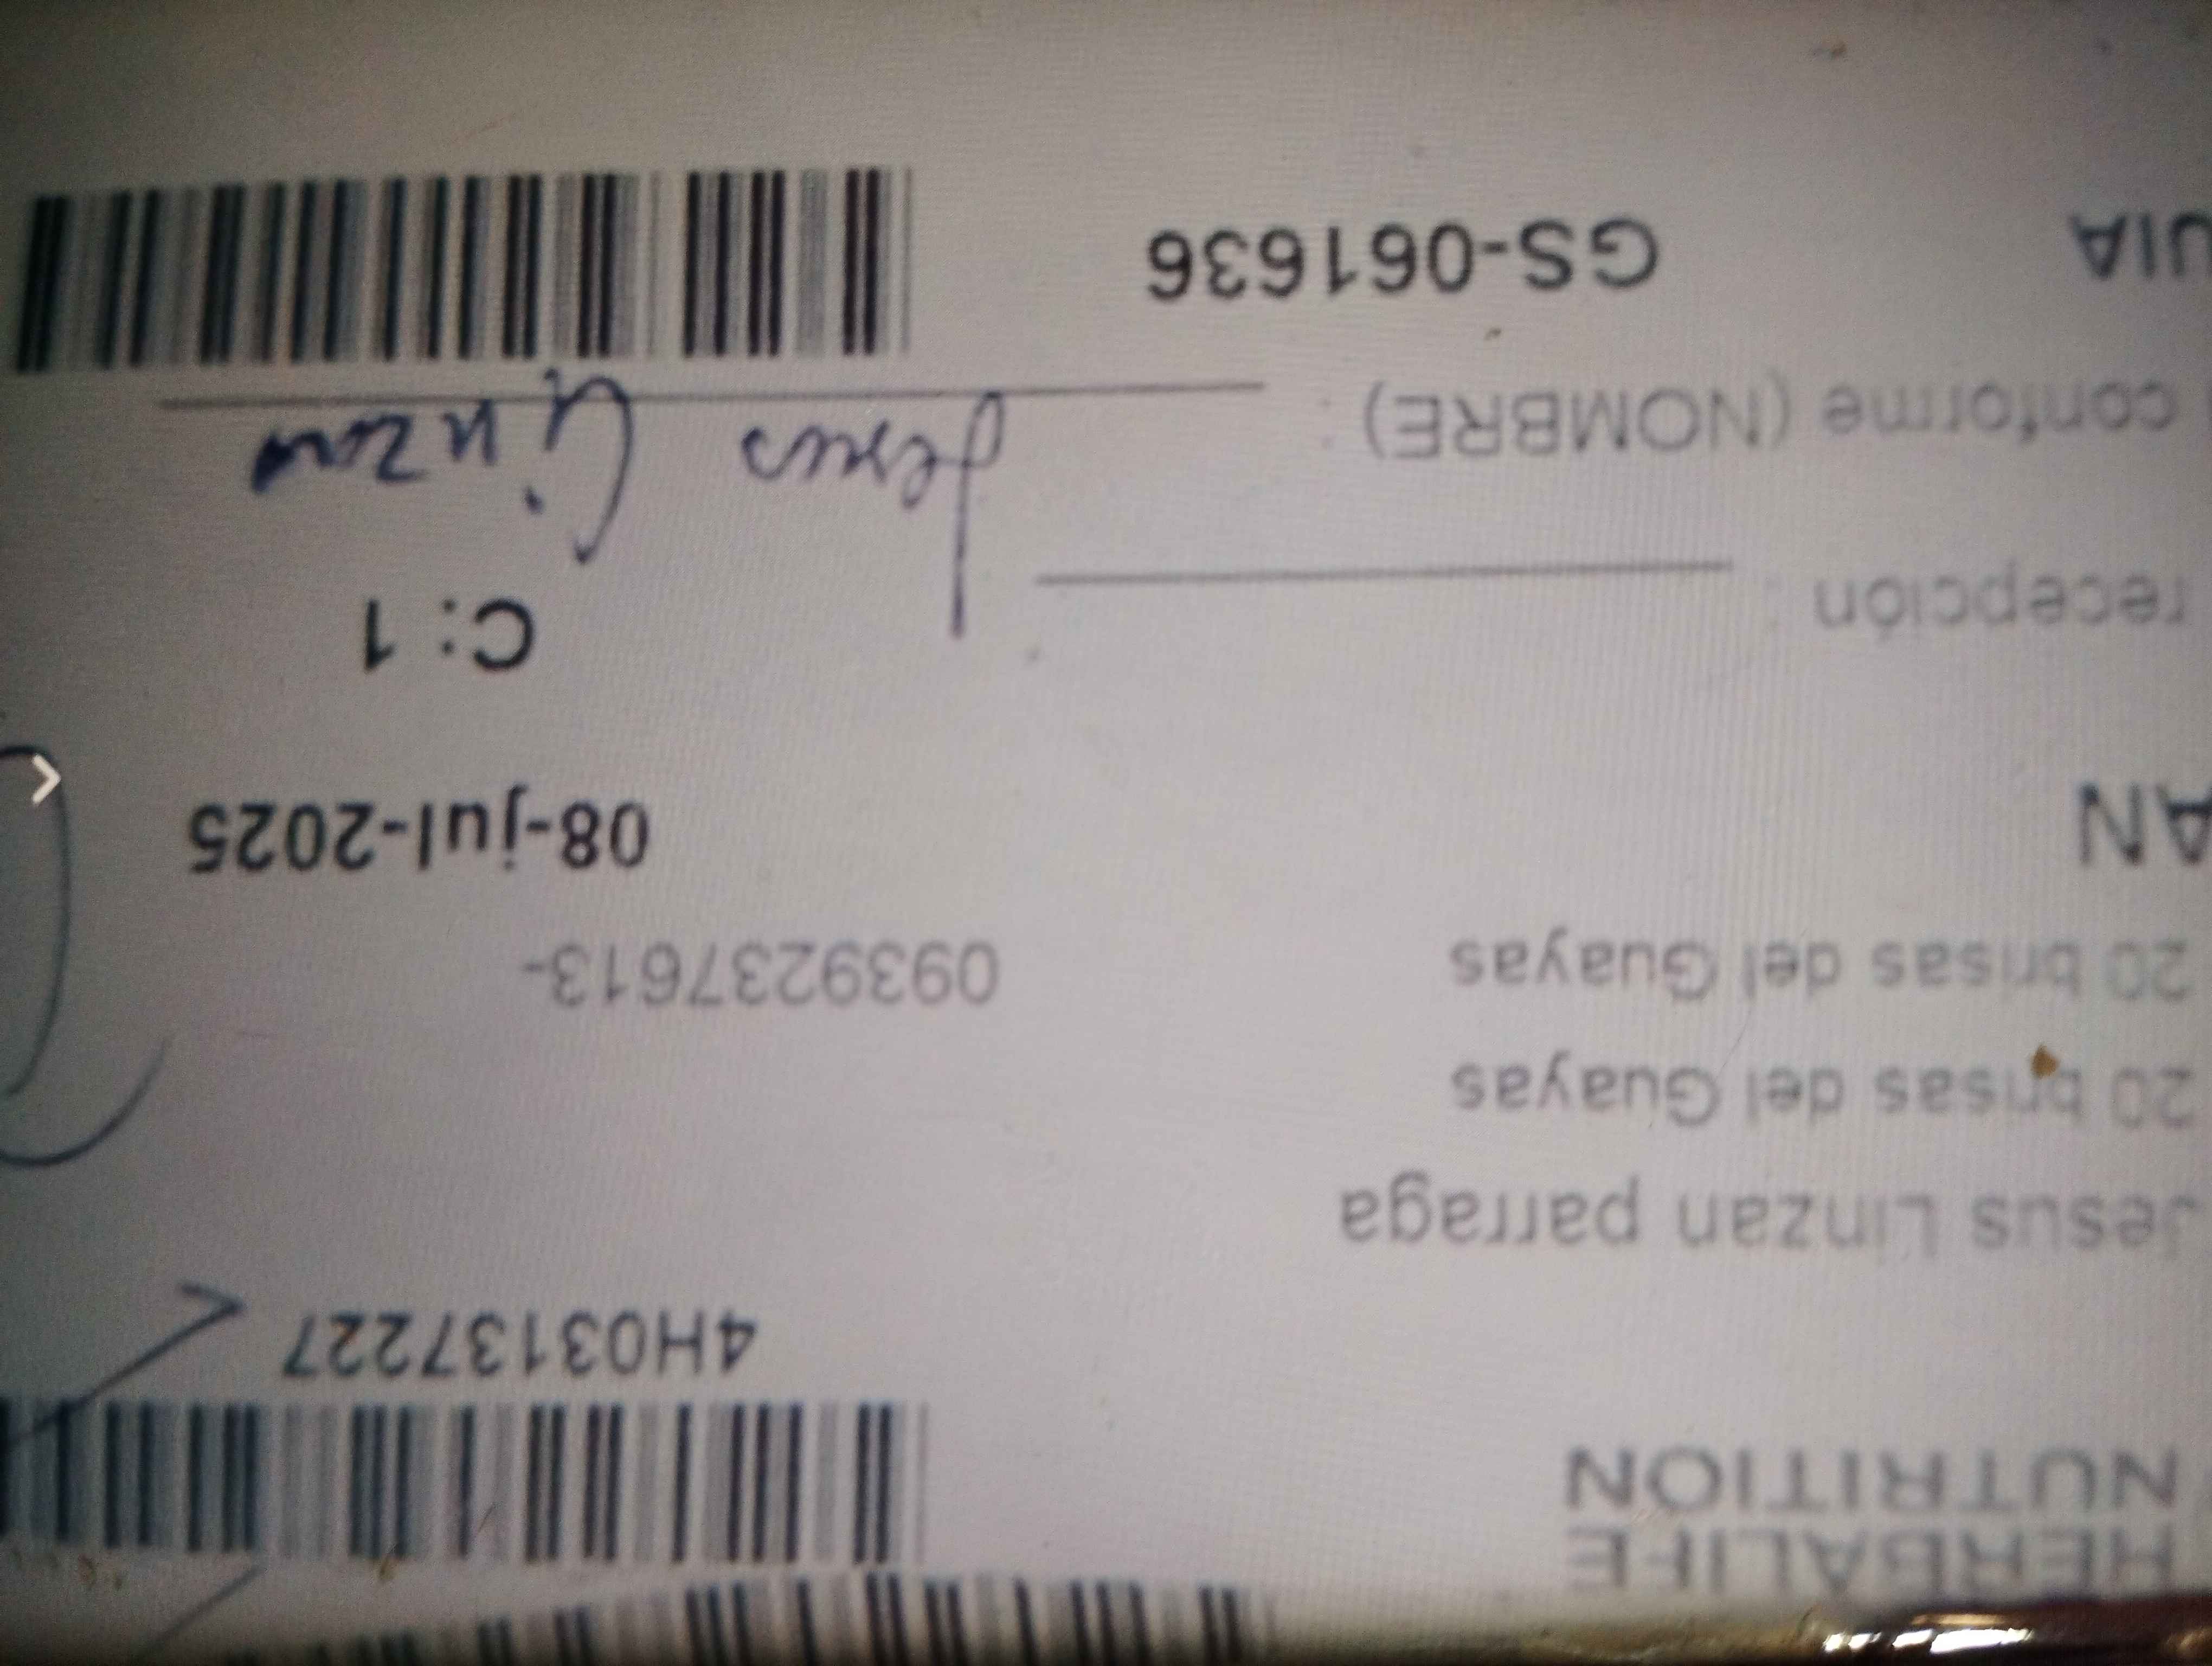 HERBALIFE
NUTRITION
4H03137227
Jesus Linzan parraga
20 brisas del Guayas
20 brisas del Guayas 0939237613-
AN 08-jul-2025
C: 1
recepción
conforme (NOMBRE) : Jesus Linzan
UIA GS-061636